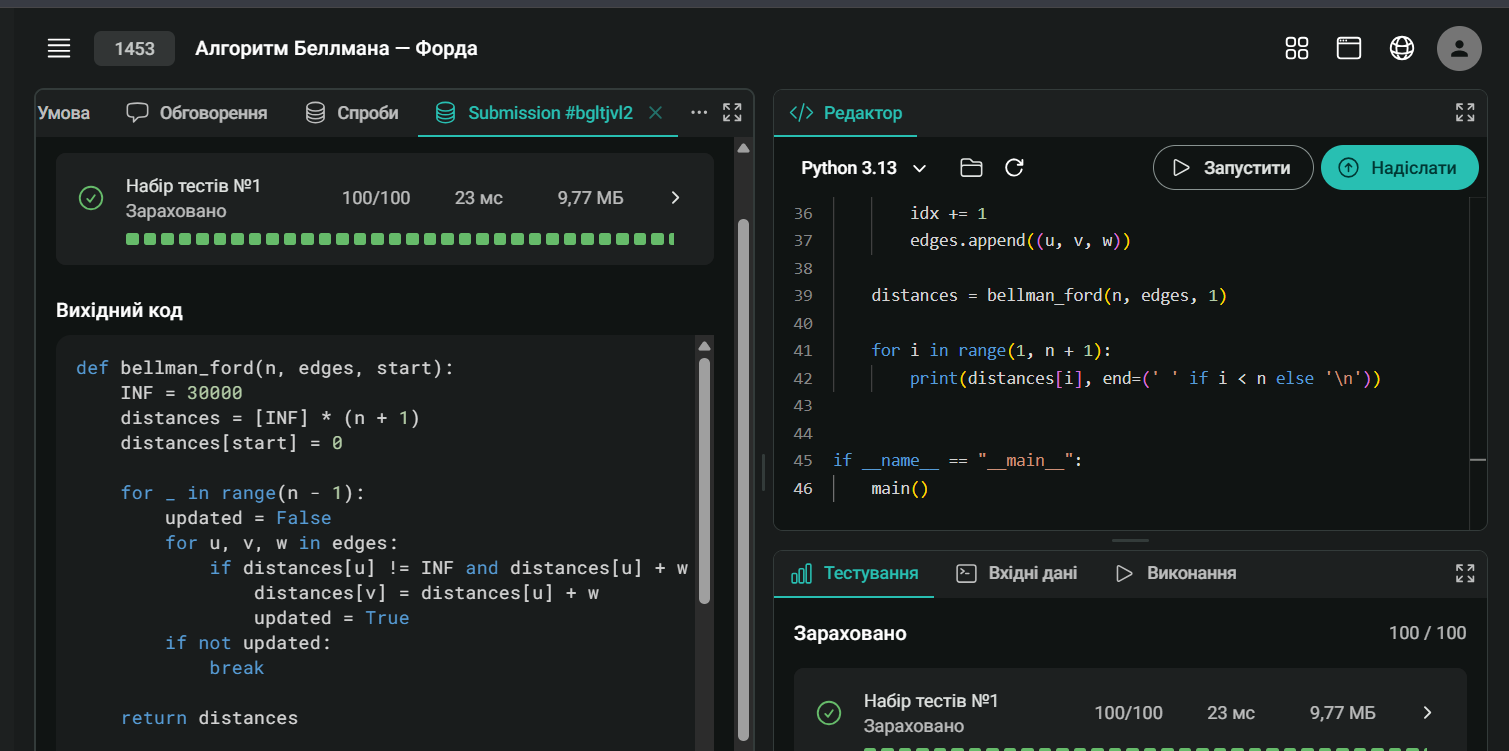 1453
Алгоритм Беллмана — Форда
Умова
Обговорення
Спроби
Submission #bgltjvl2
Набір тестів №1
Зараховано
100/100
23 мс
9,77 МБ
Вихідний код
def bellman_ford(n, edges, start):
    INF = 30000
    distances = [INF] * (n + 1)
    distances[start] = 0
    for _ in range(n - 1):
        updated = False
        for u, v, w in edges:
            if distances[u] != INF and distances[u] + w
                distances[v] = distances[u] + w
                updated = True
        if not updated:
            break
    return distances
Редактор
Python 3.13
Запустити
Надіслати
36 idx += 1
37 edges.append((u, v, w))
38
39 distances = bellman_ford(n, edges, 1)
40
41 for i in range(1, n + 1):
42 print(distances[i], end=(' ' if i < n else '\n'))
43
44
45 if __name__ == "__main__":
46 main()
Тестування
Вхідні дані
Виконання
Зараховано
100 / 100
Набір тестів №1
Зараховано
100/100
23 мс
9,77 МБ